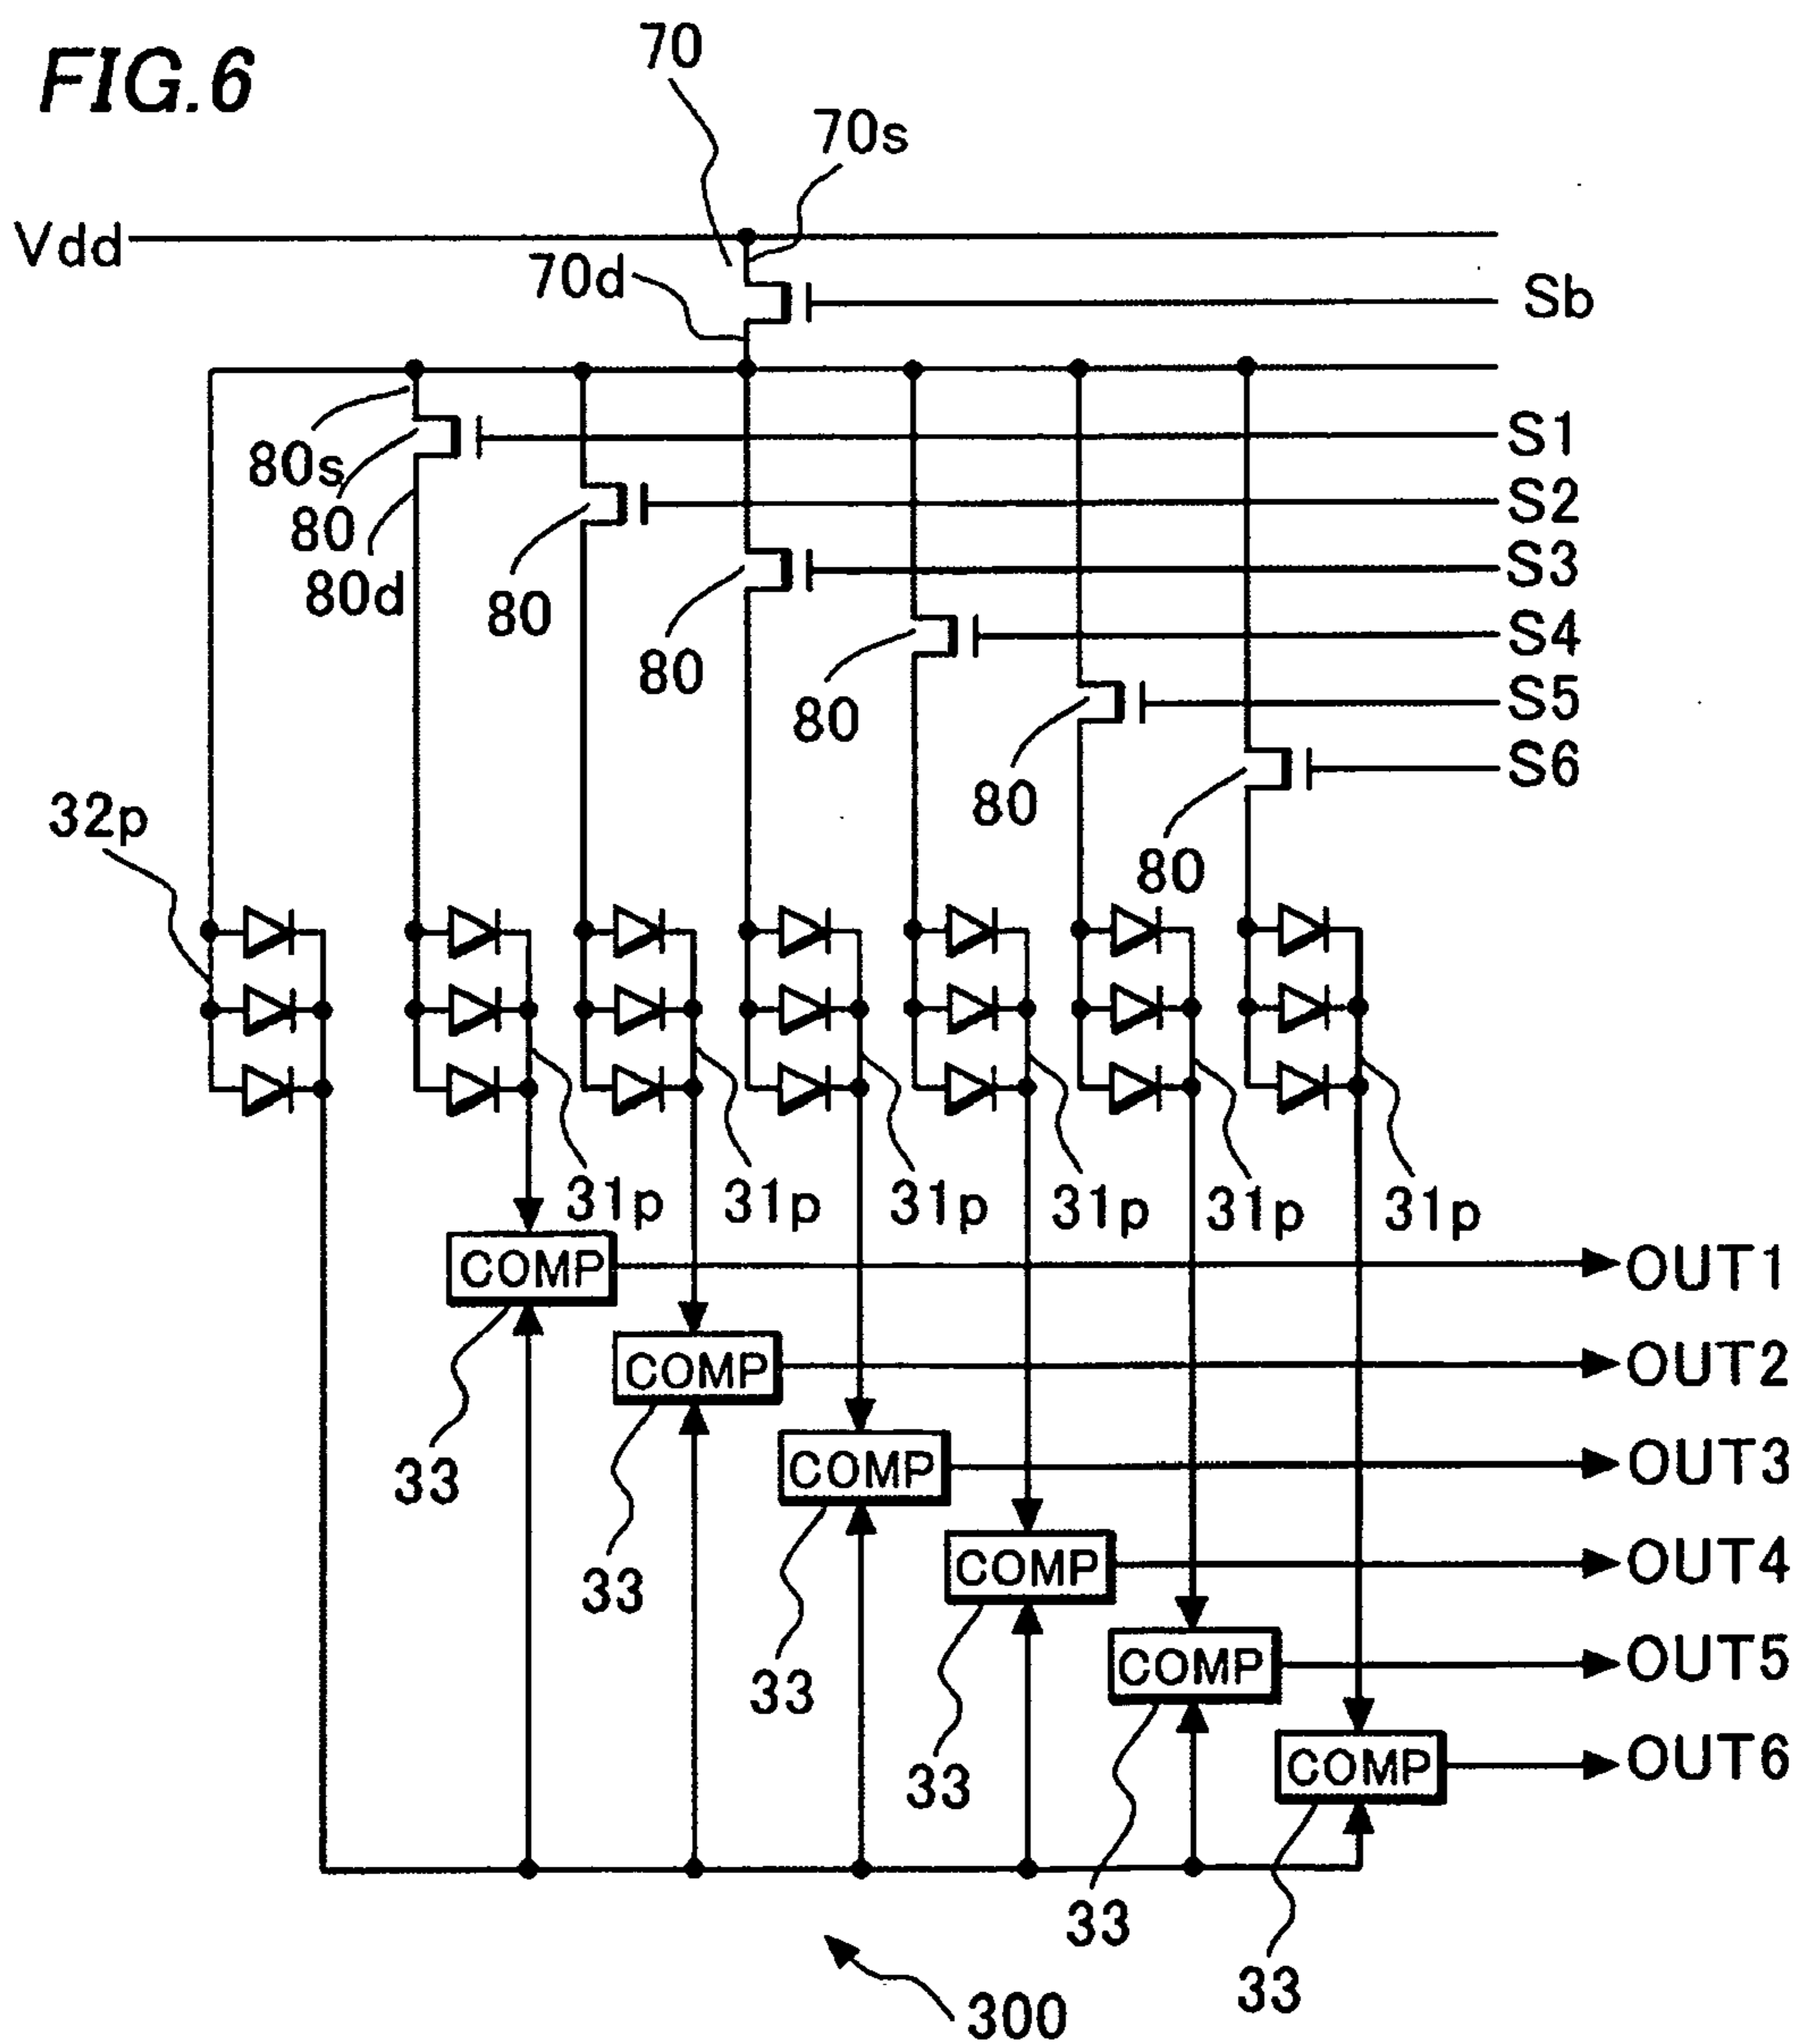 FIG.6
70
70s
Vdd
70d
Sb
80s
S1
80
S2
80d
80
S3
80
S4
80
S5
80
S6
80
32p
31p
31p
31p
31p
31p
31p
COMP
OUT1
COMP
OUT2
33
COMP
OUT3
33
COMP
OUT4
33
COMP
OUT5
33
COMP
OUT6
33
33
300